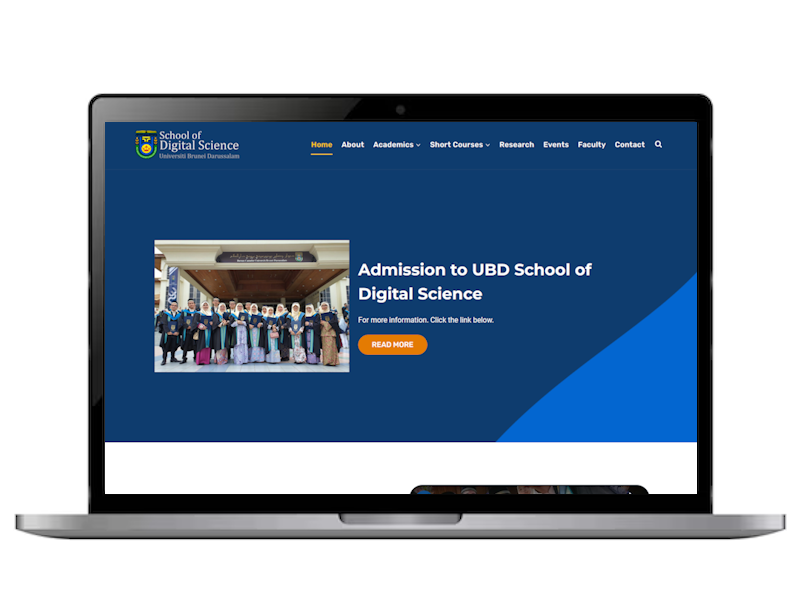 School of
Digital Science
Universiti Brunei Darussalam
Home About Academics Short Courses Research Events Faculty Contact
Admission to UBD School of
Digital Science
For more information. Click the link below.
READ MORE